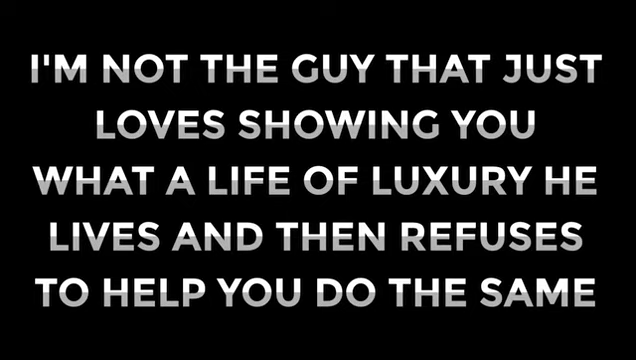 I'M NOT THE GUY THAT JUST
LOVES SHOWING YOU
WHAT A LIFE OF LUXURY HE
LIVES AND THEN REFUSES
TO HELP YOU DO THE SAME